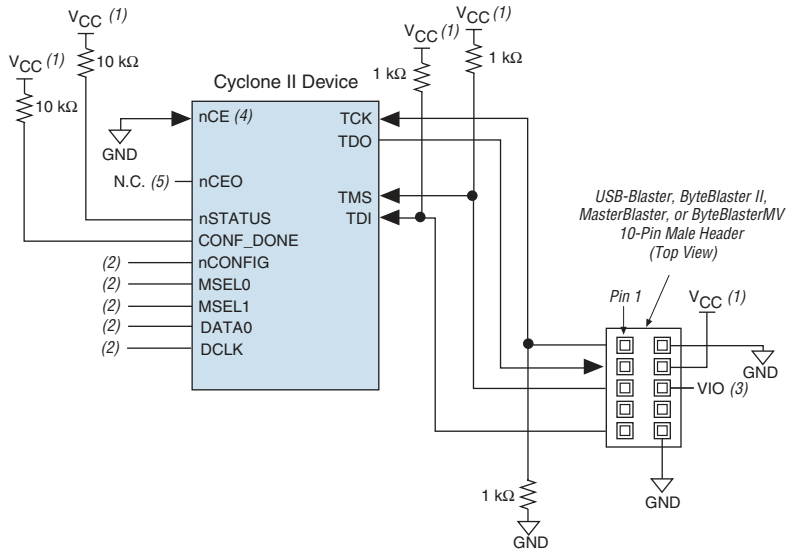 VCC (1)
VCC (1)
10 kΩ
10 kΩ
VCC (1)
VCC (1)
1 kΩ
1 kΩ
Cyclone II Device
nCE (4)
GND
N.C. (5)
nCEO
nSTATUS
CONF_DONE
(2)
nCONFIG
(2)
MSEL0
(2)
MSEL1
(2)
DATA0
(2)
DCLK
TCK
TDO
TMS
TDI
USB-Blaster, ByteBlaster II,
MasterBlaster, or ByteBlasterMV
10-Pin Male Header
(Top View)
Pin 1
VCC (1)
GND
VIO (3)
GND
1 kΩ
GND